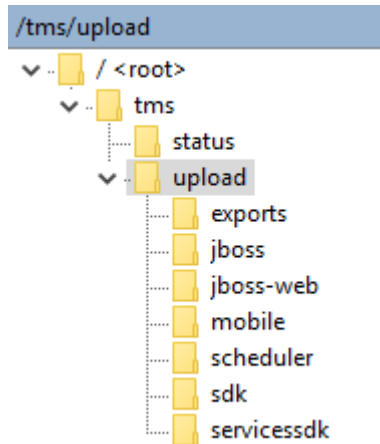 /tms/upload
/ <root>
tms
status
upload
exports
jboss
jboss-web
mobile
scheduler
sdk
servicessdk